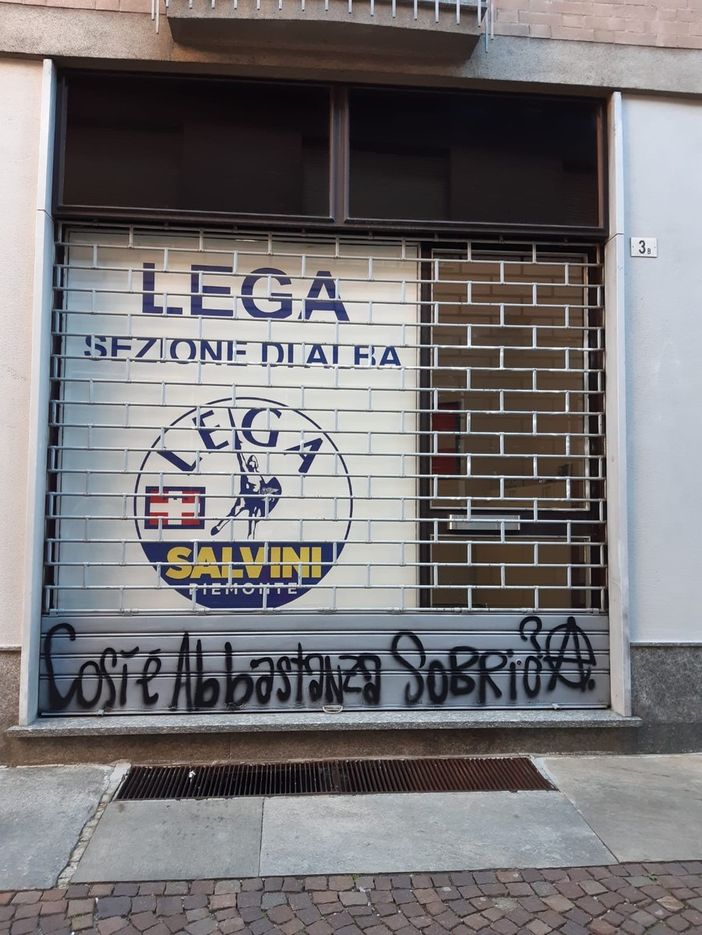 LEGA
SEZIONE DI ALBA
LEGA
SALVINI
PIEMONTE
3B
Così é Abbastanza SOBRIO? A.